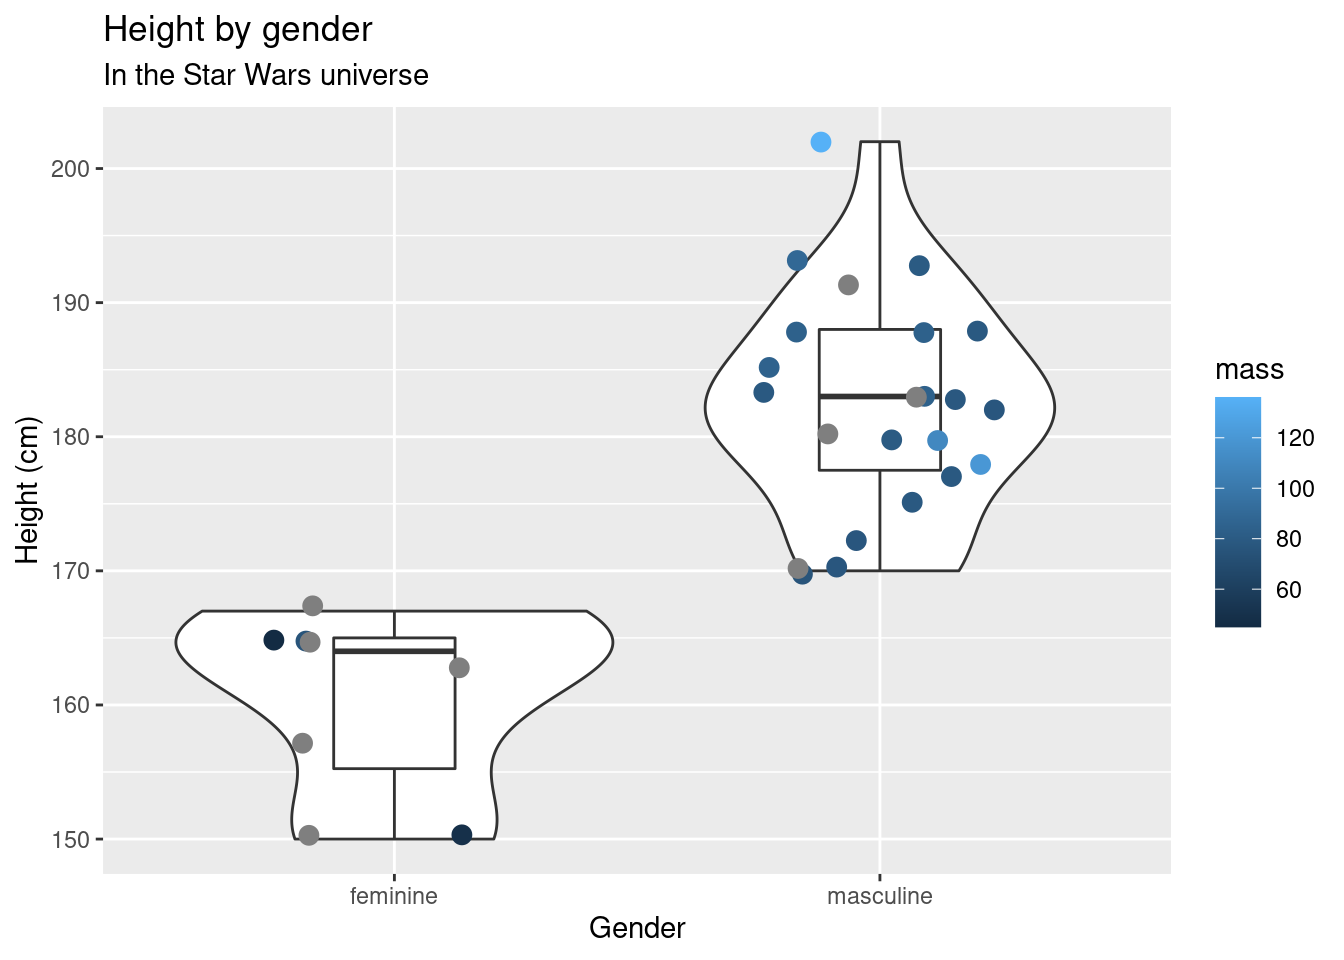 Height by gender
In the Star Wars universe
Height (cm)
200
190
180
170
160
150
feminine
masculine
Gender
mass
120
100
80
60